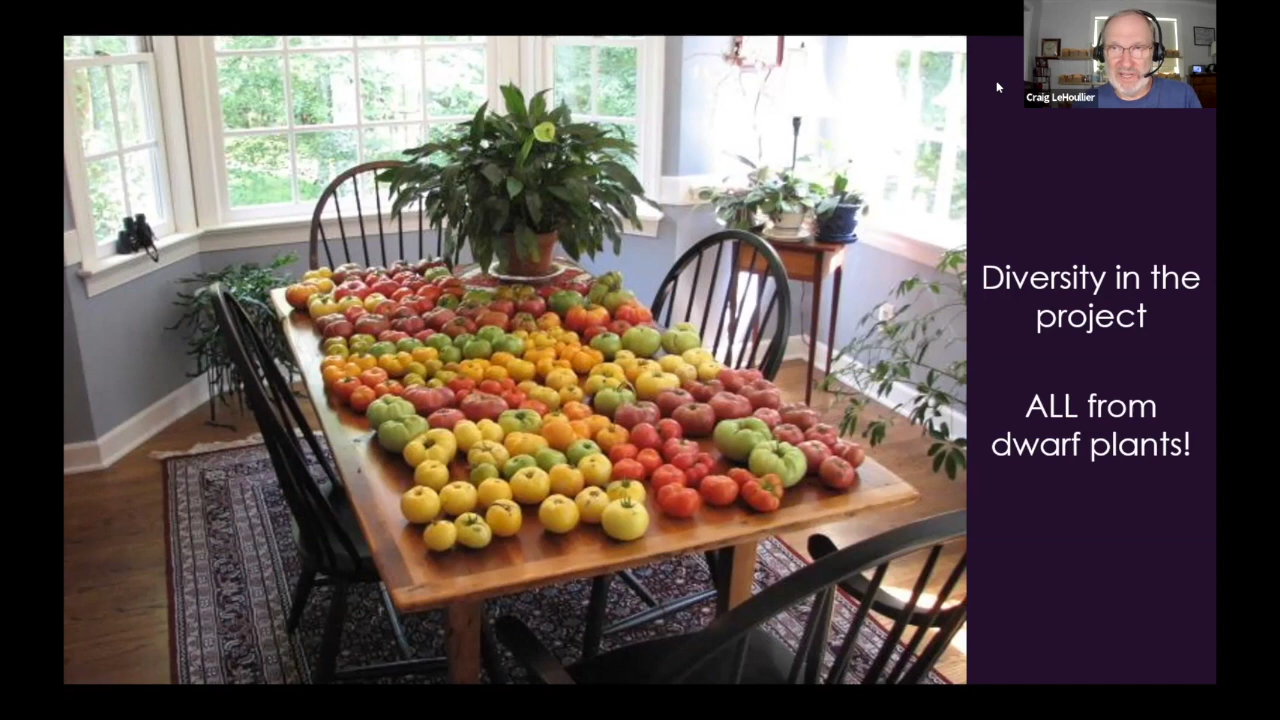 Craig LeHoullier
Diversity in the
project
ALL from
dwarf plants!